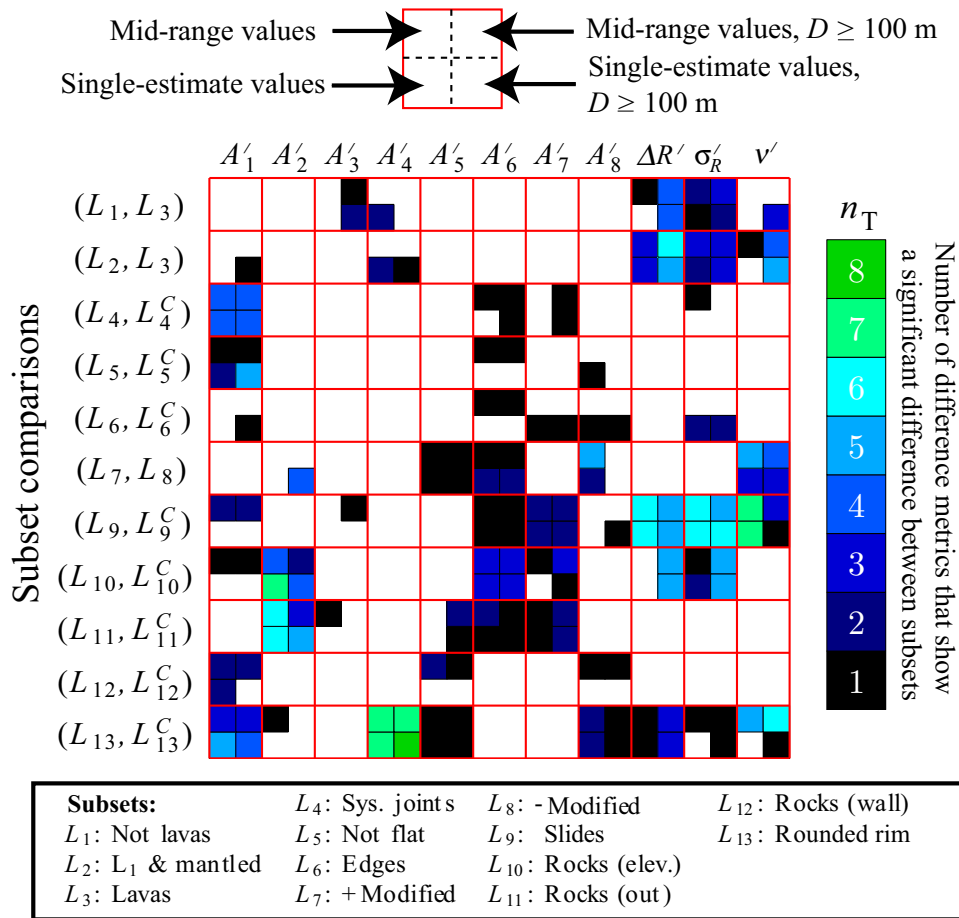 Mid-range values
Mid-range values, D ≥ 100 m
Single-estimate values
Single-estimate values,
D ≥ 100 m
A′₁ A′₂ A′₃ A′₄ A′₅ A′₆ A′₇ A′₈ ΔR′ σ′_R ν′
Subset comparisons
(L₁, L₃)
(L₂, L₃)
(L₄, L₄ᶜ)
(L₅, L₅ᶜ)
(L₆, L₆ᶜ)
(L₇, L₈)
(L₉, L₉ᶜ)
(L₁₀, L₁₀ᶜ)
(L₁₁, L₁₁ᶜ)
(L₁₂, L₁₂ᶜ)
(L₁₃, L₁₃ᶜ)
n_T
8
7
6
5
4
3
2
1
Number of difference metrics that show
a significant difference between subsets
Subsets:
L₁: Not lavas
L₂: L₁ & mantled
L₃: Lavas
L₄: Sys. joints
L₅: Not flat
L₆: Edges
L₇: +Modified
L₈: -Modified
L₉: Slides
L₁₀: Rocks (elev.)
L₁₁: Rocks (out)
L₁₂: Rocks (wall)
L₁₃: Rounded rim